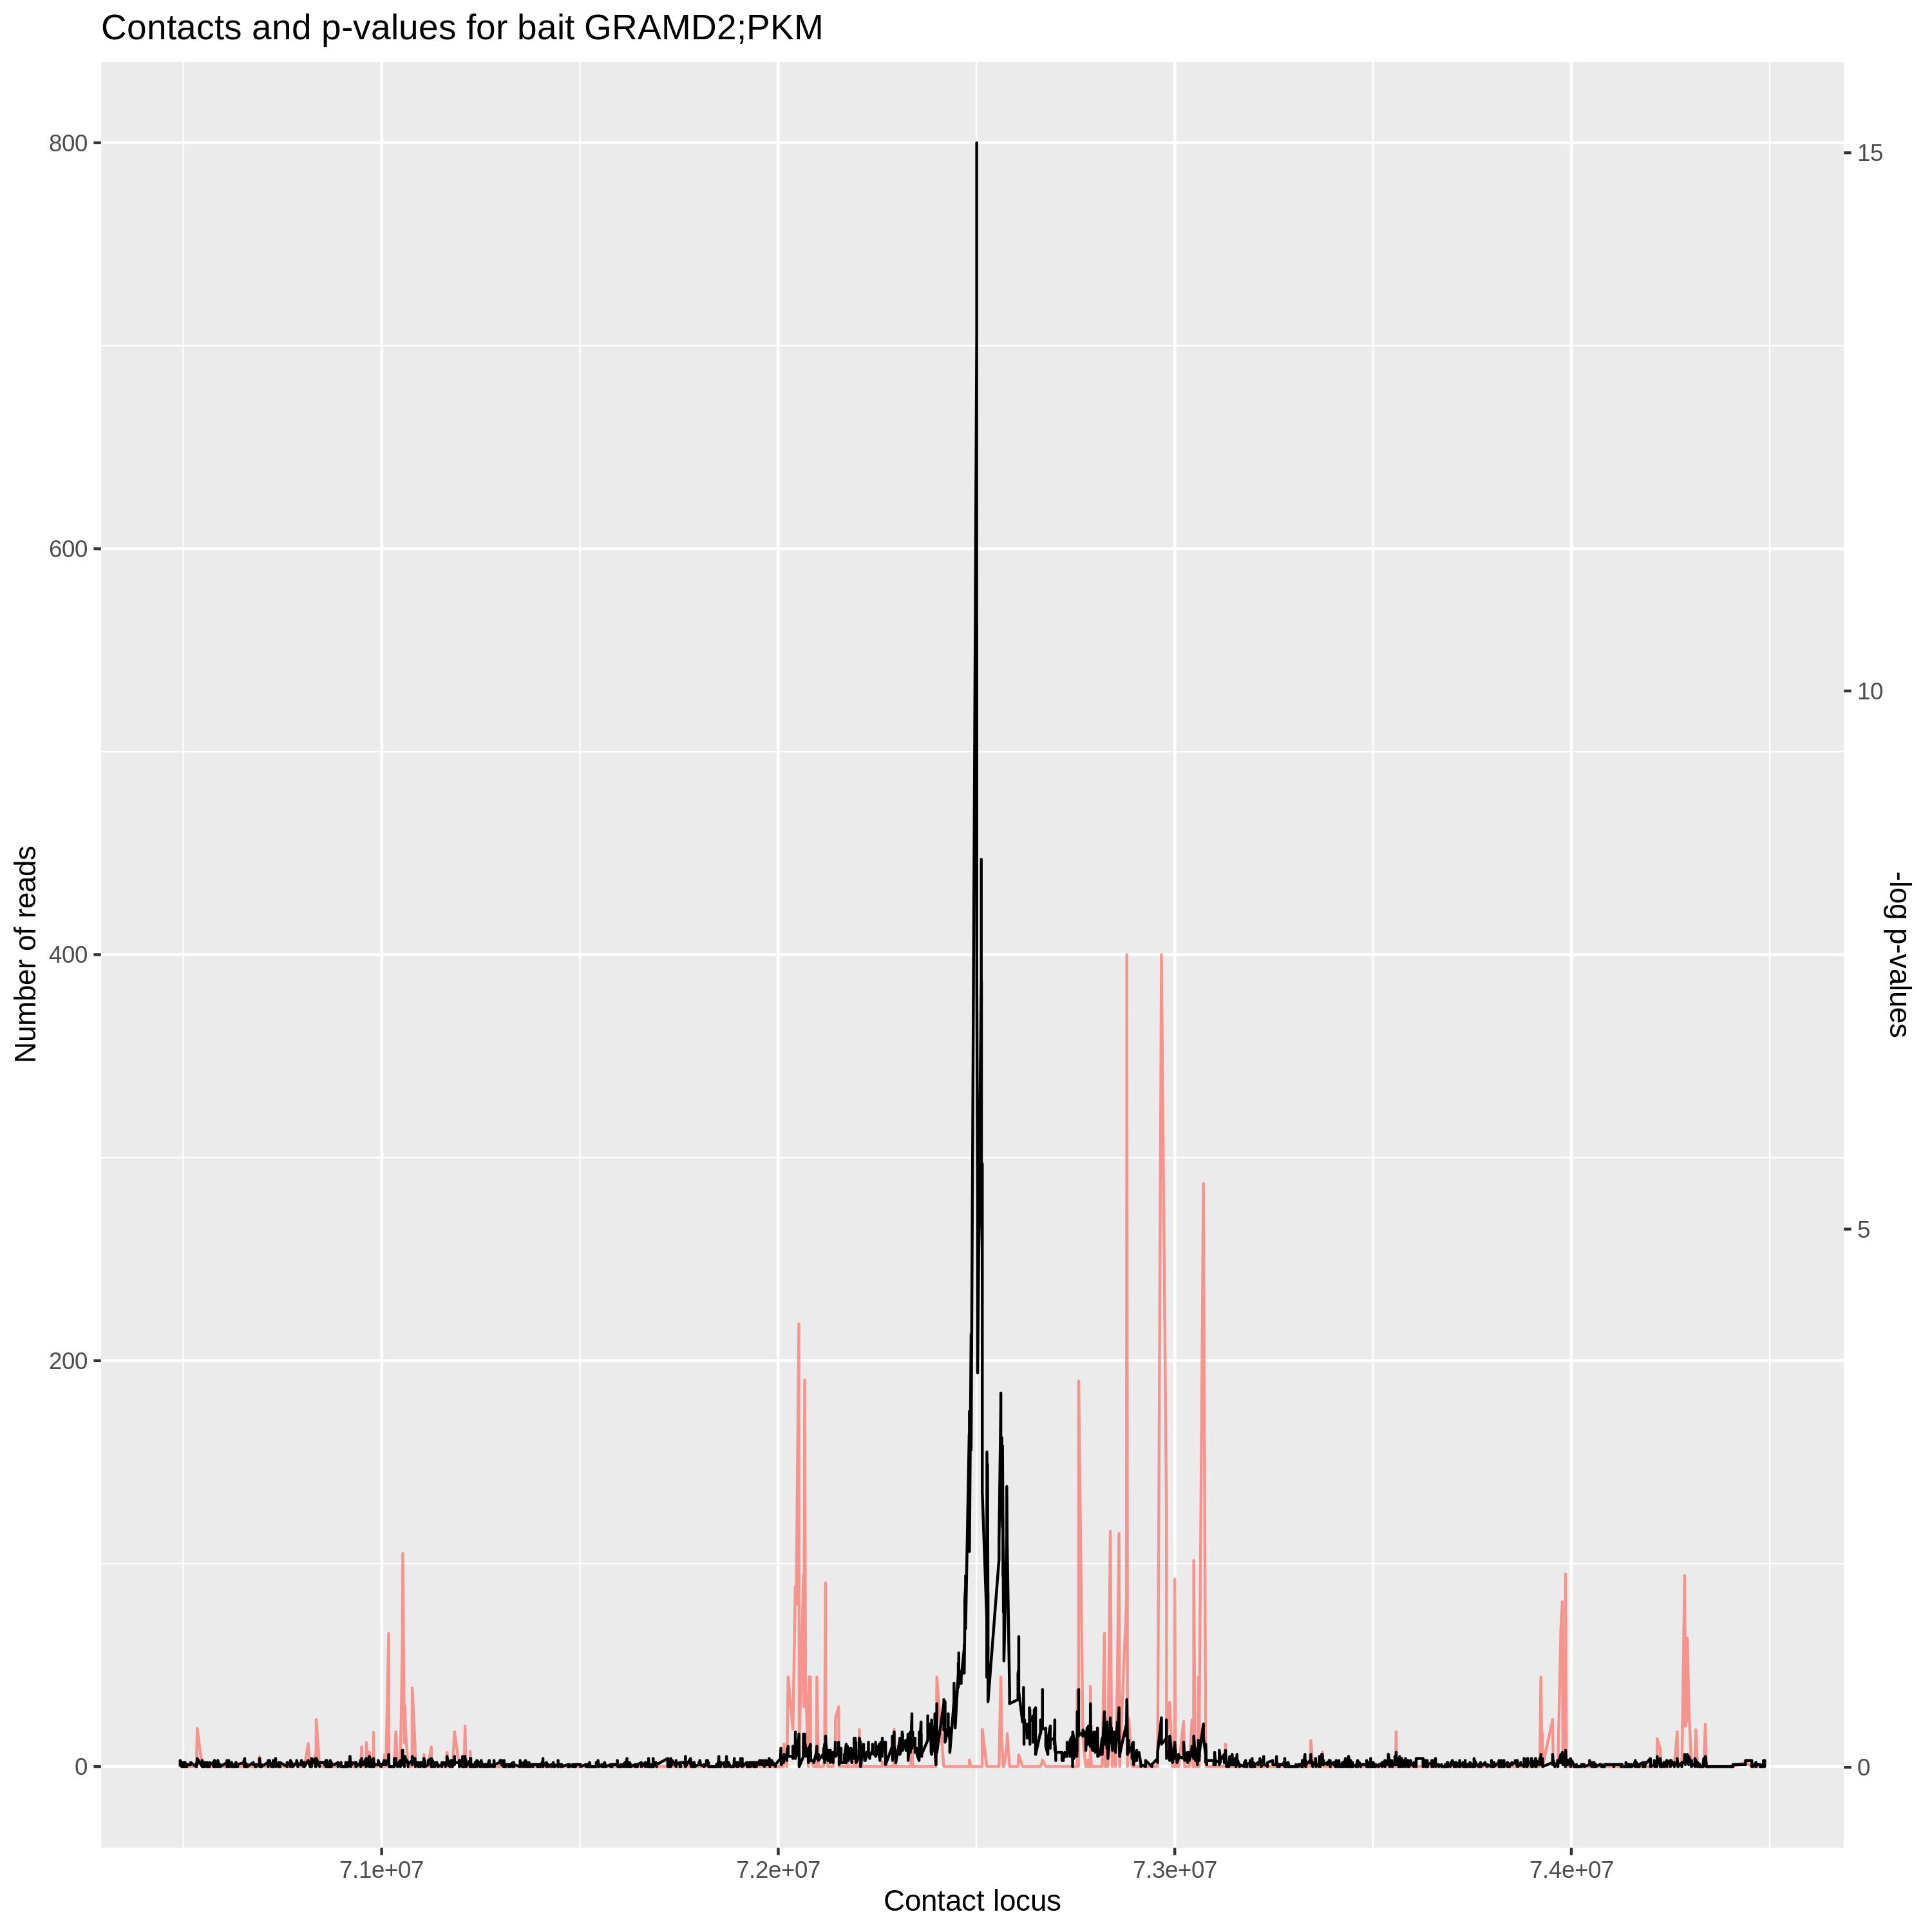 Contacts and p-values for bait GRAMD2;PKM
800
600
400
200
0
Number of reads
15
10
5
0
-log p-values
7.1e+07
7.2e+07
7.3e+07
7.4e+07
Contact locus